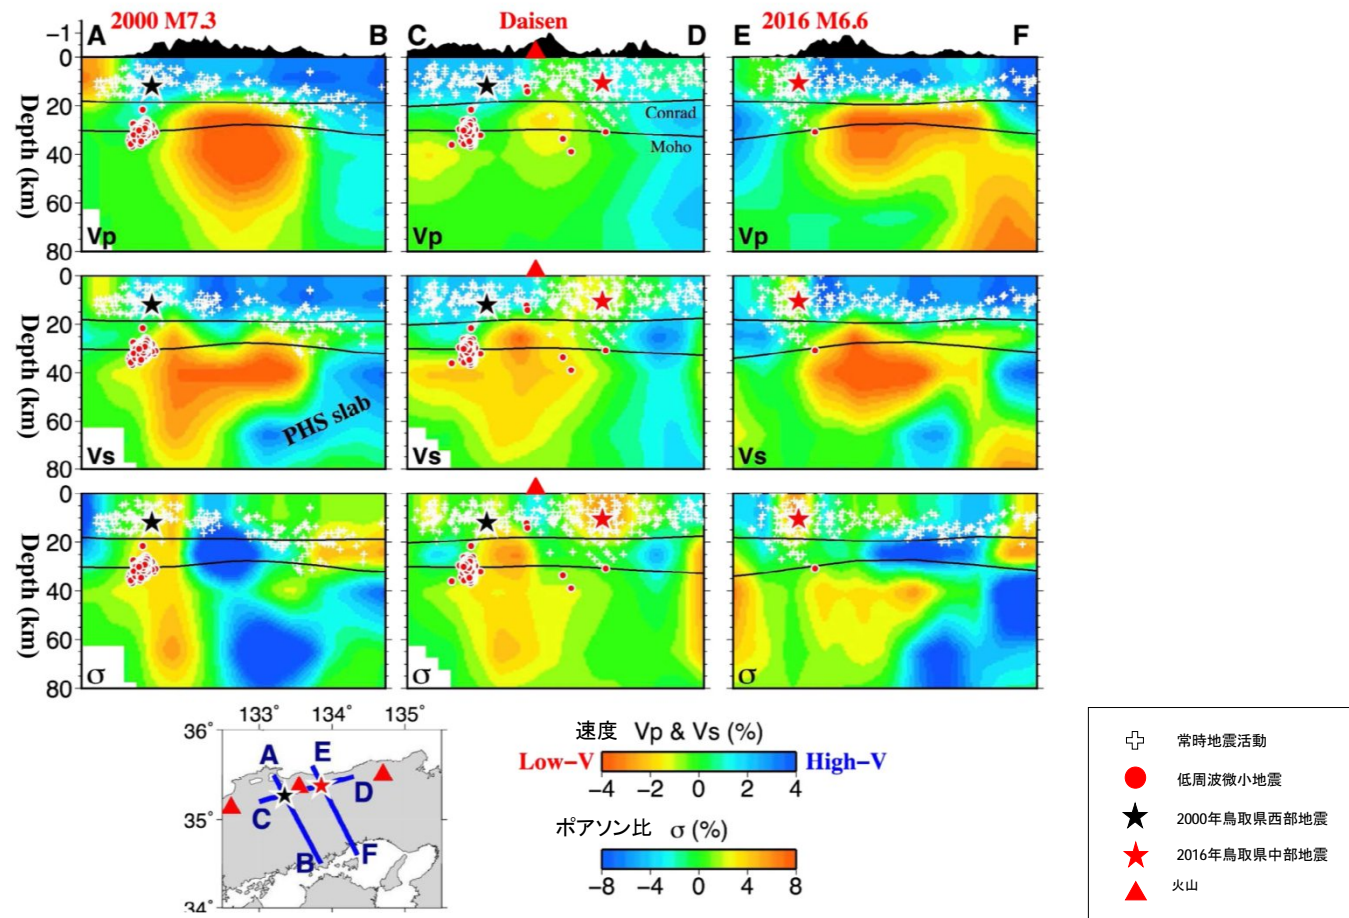 2000 M7.3
Daisen
2016 M6.6
A
B
C
D
E
F
−1
0
20
40
60
80
Depth (km)
Vp
Vp
Conrad
Moho
Vp
0
20
40
60
80
Depth (km)
Vs
PHS slab
Vs
Vs
0
20
40
60
80
Depth (km)
σ
σ
σ
133°
134°
135°
36°
35°
34°
A
E
C
D
B
F
速度 Vp & Vs (%)
Low−V
High−V
−4
−2
0
2
4
ポアソン比 σ (%)
−8
−4
0
4
8
常時地震活動
低周波微小地震
2000年鳥取県西部地震
2016年鳥取県中部地震
火山